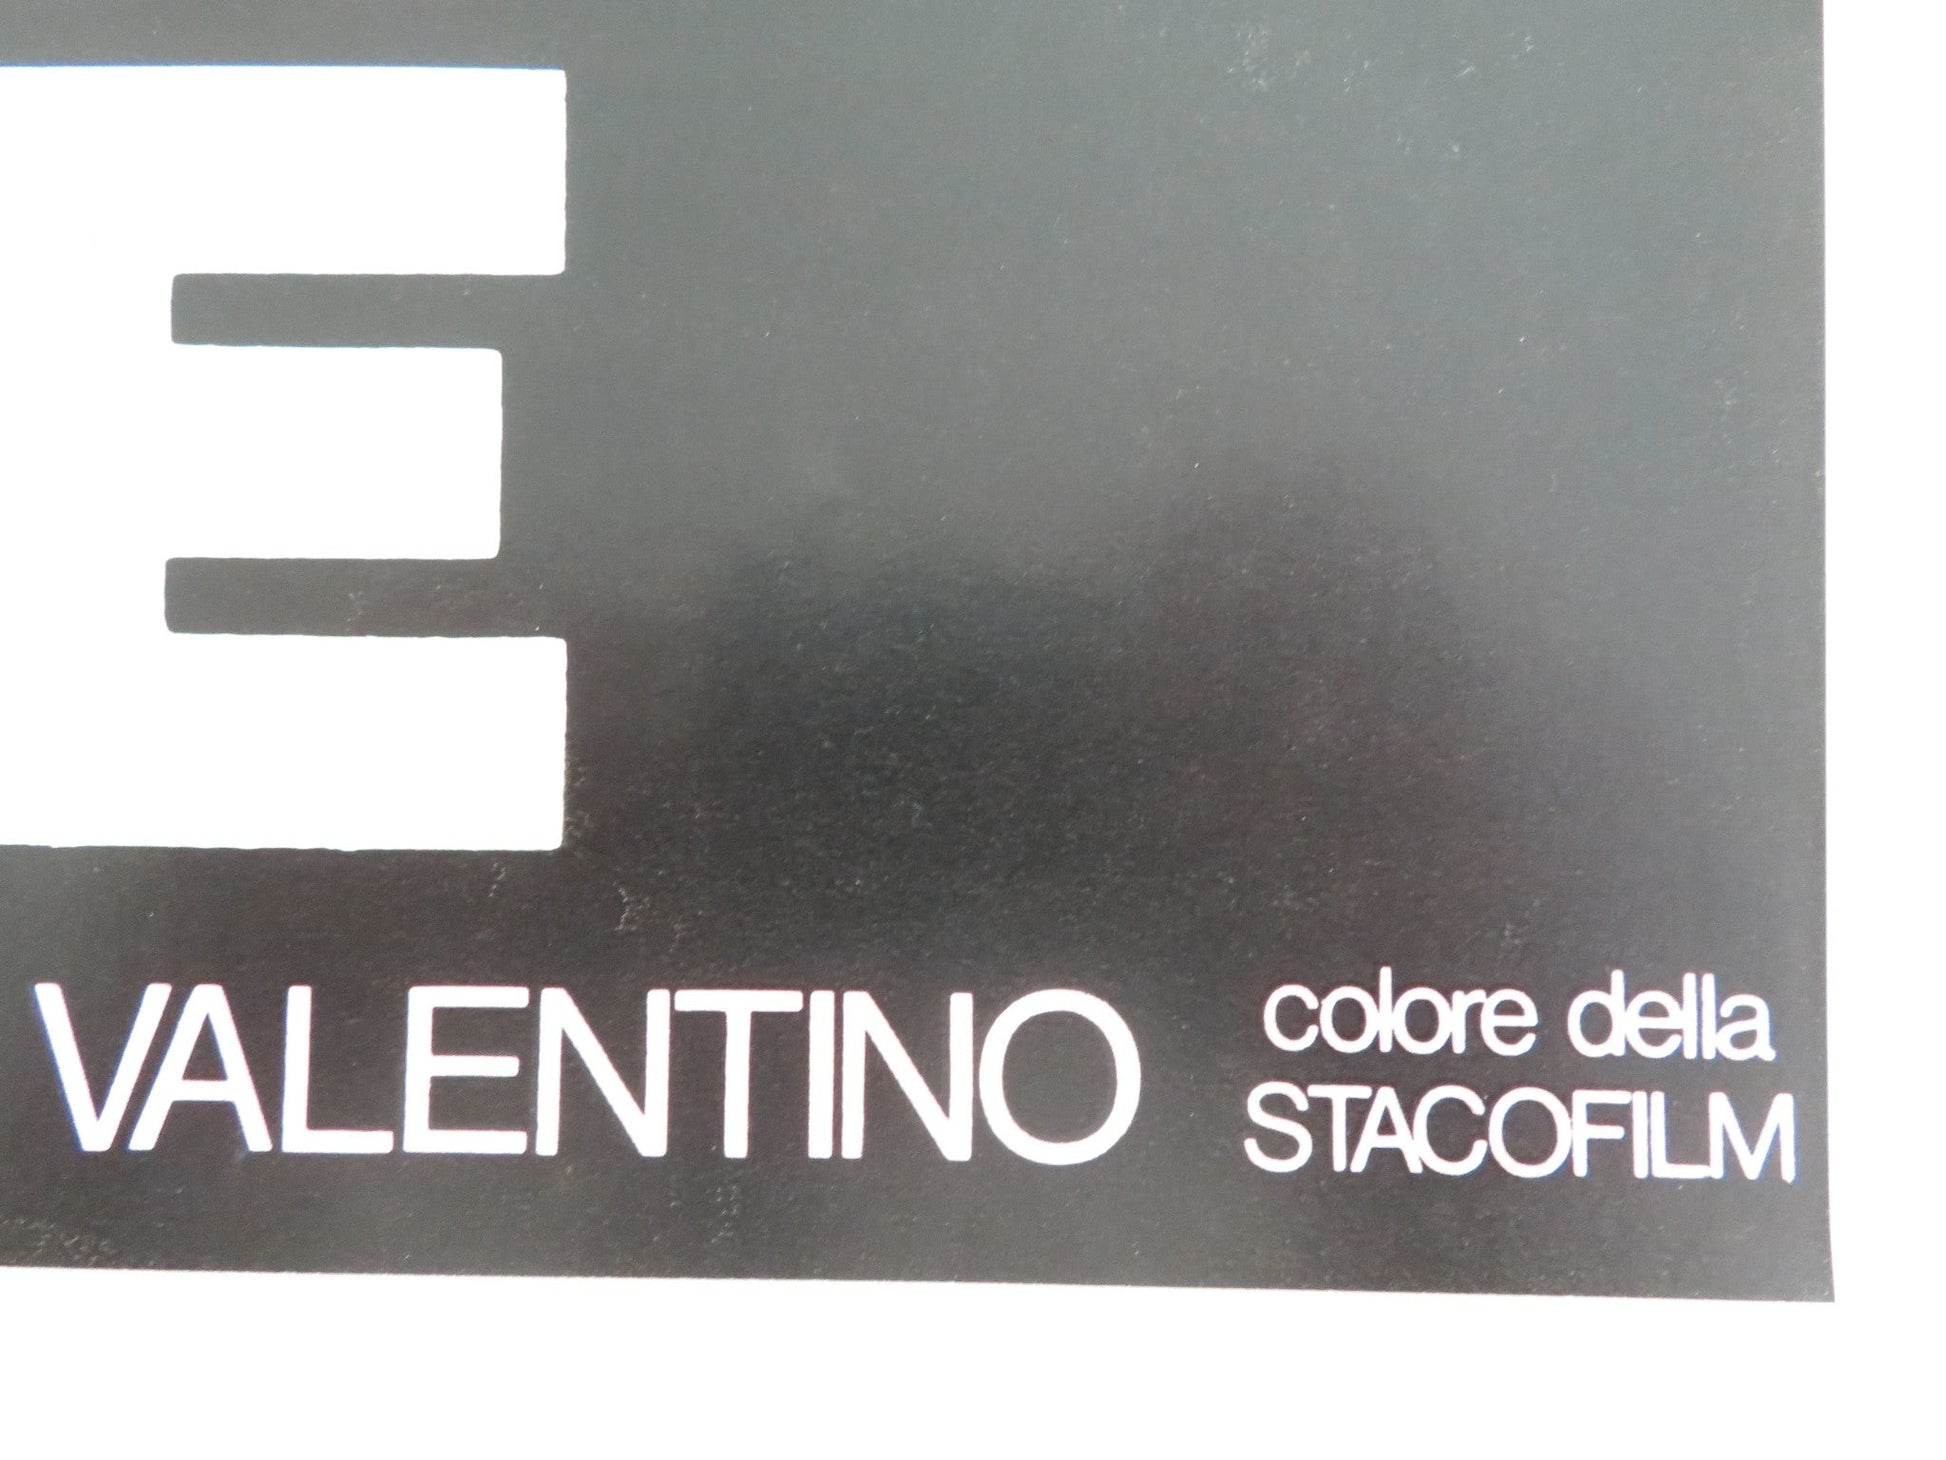 E
VALENTINO
colore della
STACOFILM